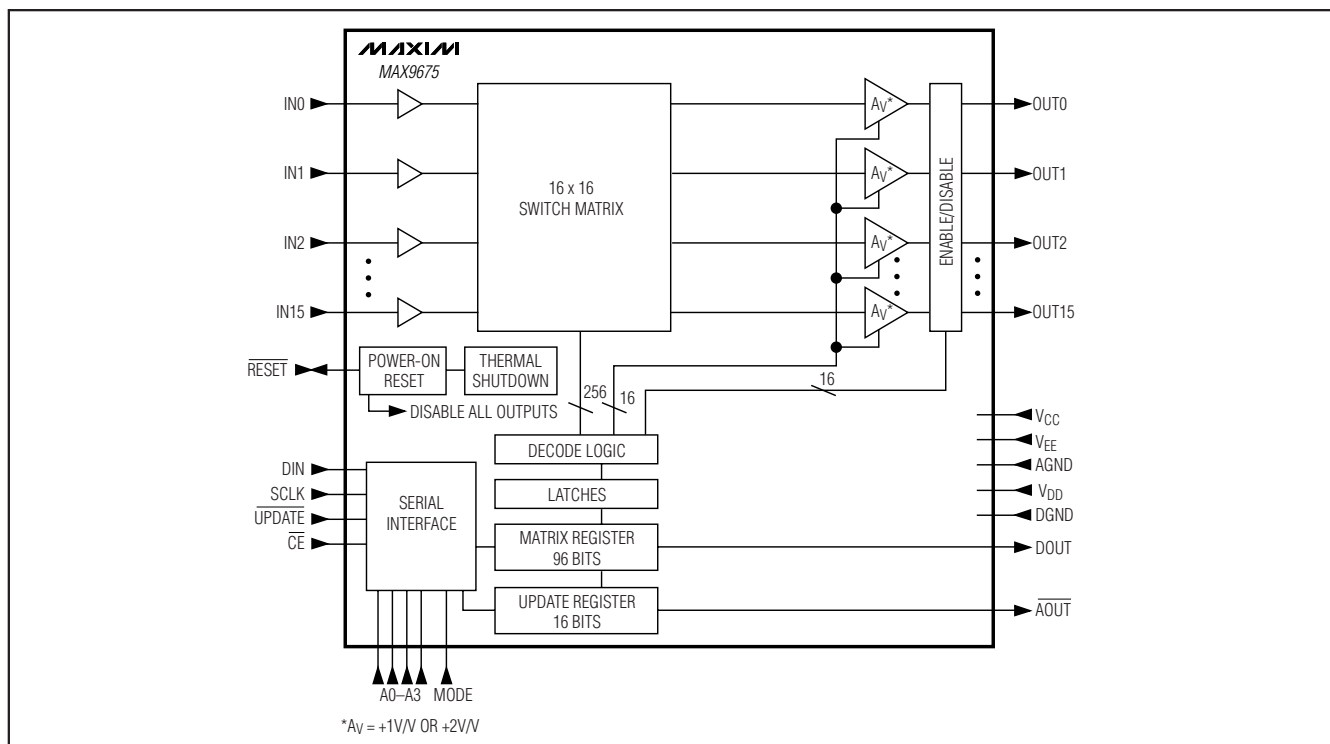 MAXIM
MAX9675
IN0
IN1
IN2
IN15
16 x 16
SWITCH MATRIX
AV*
AV*
AV*
AV*
ENABLE/DISABLE
OUT0
OUT1
OUT2
OUT15
RESET
POWER-ON
RESET
THERMAL
SHUTDOWN
DISABLE ALL OUTPUTS
256
16
16
DECODE LOGIC
LATCHES
MATRIX REGISTER
96 BITS
UPDATE REGISTER
16 BITS
DIN
SCLK
UPDATE
CE
SERIAL
INTERFACE
VCC
VEE
AGND
VDD
DGND
DOUT
AOUT
A0–A3
MODE
*AV = +1V/V OR +2V/V